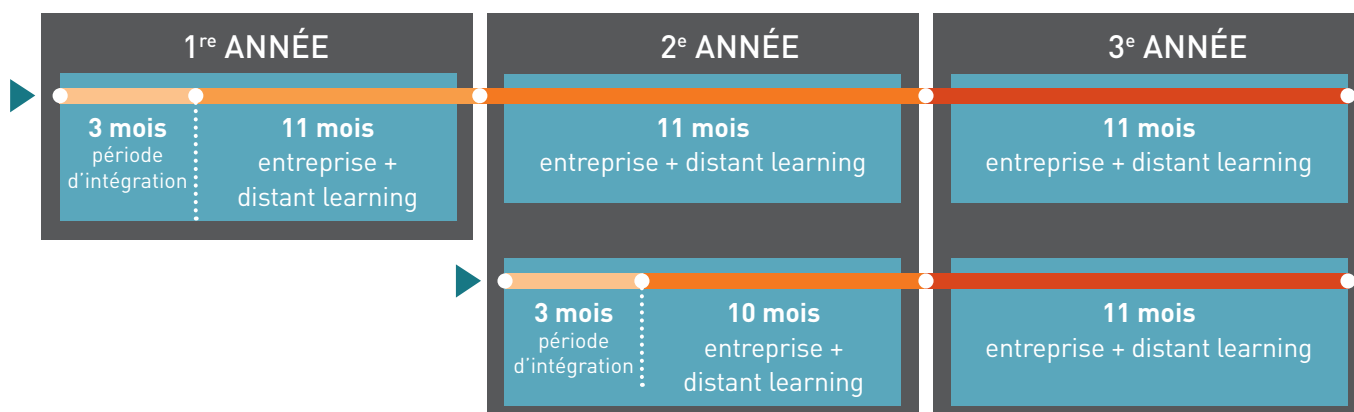 1re ANNÉE
2e ANNÉE
3e ANNÉE
3 mois
période
d'intégration
11 mois
entreprise +
distant learning
11 mois
entreprise + distant learning
11 mois
entreprise + distant learning
3 mois
période
d'intégration
10 mois
entreprise +
distant learning
11 mois
entreprise + distant learning